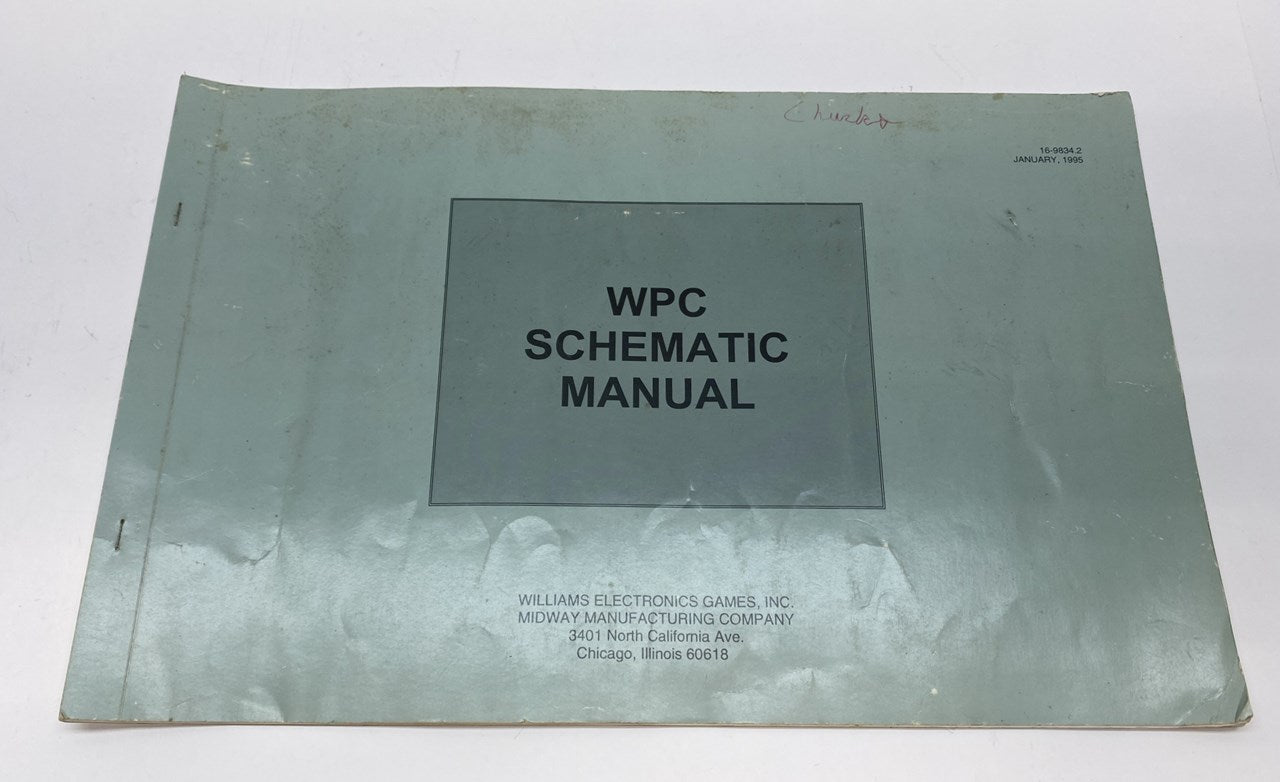 16-9834.2
JANUARY, 1995
WPC
SCHEMATIC
MANUAL
WILLIAMS ELECTRONICS GAMES, INC.
MIDWAY MANUFACTURING COMPANY
3401 North California Ave.
Chicago, Illinois 60618